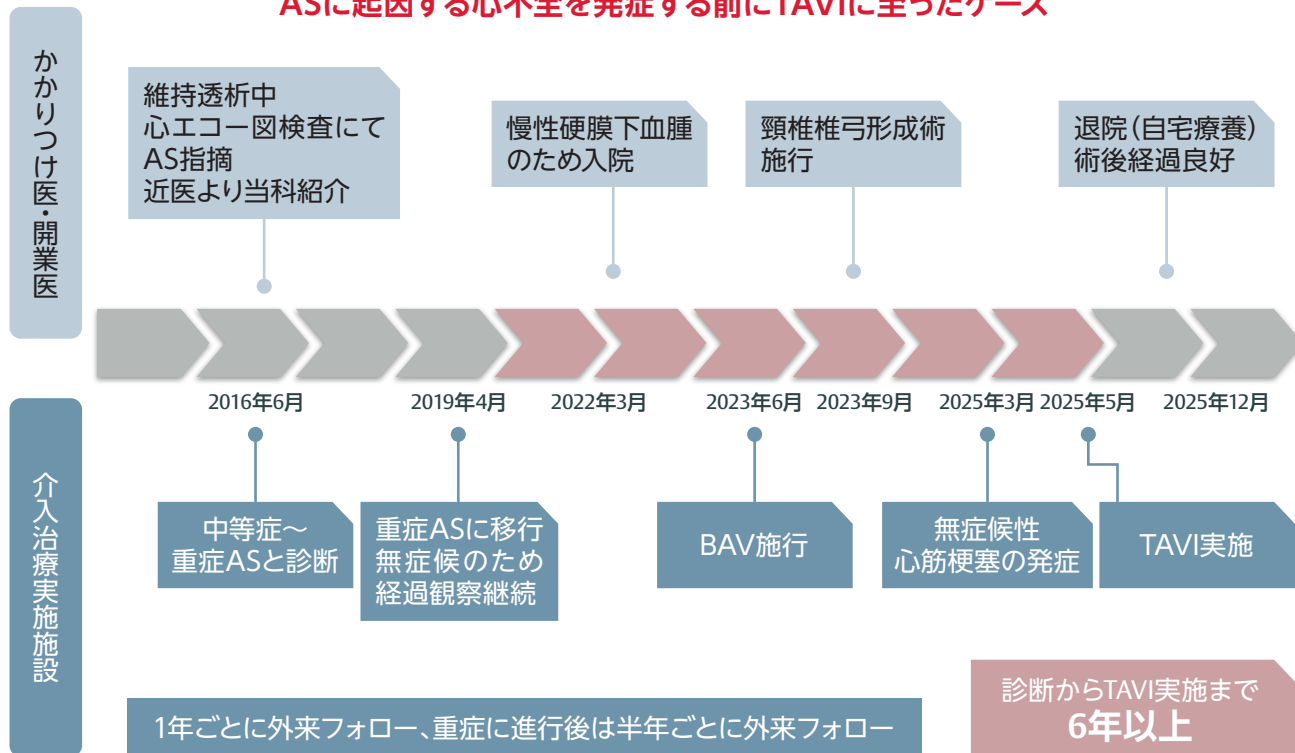 ASに起因する心不全を発症する前にTAVIに至ったケース
かかりつけ医・開業医
維持透析中
心エコー図検査にて
AS指摘
近医より当科紹介
慢性硬膜下血腫
のため入院
頸椎椎弓形成術
施行
退院（自宅療養）
術後経過良好
2016年6月
2019年4月
2022年3月
2023年6月
2023年9月
2025年3月
2025年5月
2025年12月
介入治療実施施設
中等症～
重症ASと診断
重症ASに移行
無症候のため
経過観察継続
BAV施行
無症候性
心筋梗塞の発症
TAVI実施
1年ごとに外来フォロー、重症に進行後は半年ごとに外来フォロー
診断からTAVI実施まで
6年以上